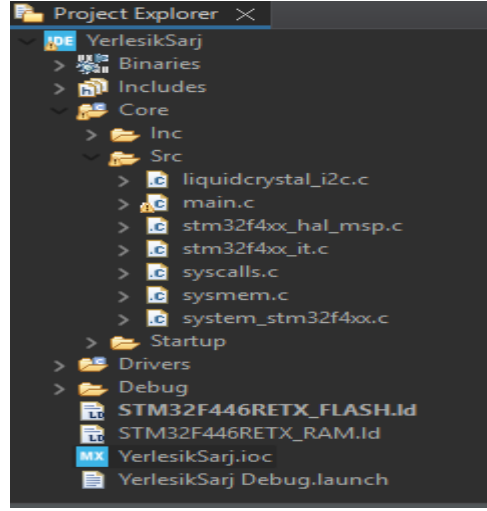 Project Explorer
IDE YerlesikSarj
Binaries
Includes
Core
Inc
Src
liquidcrystal_i2c.c
main.c
stm32f4xx_hal_msp.c
stm32f4xx_it.c
syscalls.c
sysmem.c
system_stm32f4xx.c
Startup
Drivers
Debug
STM32F446RETX_FLASH.ld
STM32F446RETX_RAM.ld
MX YerlesikSarj.ioc
YerlesikSarj Debug.launch